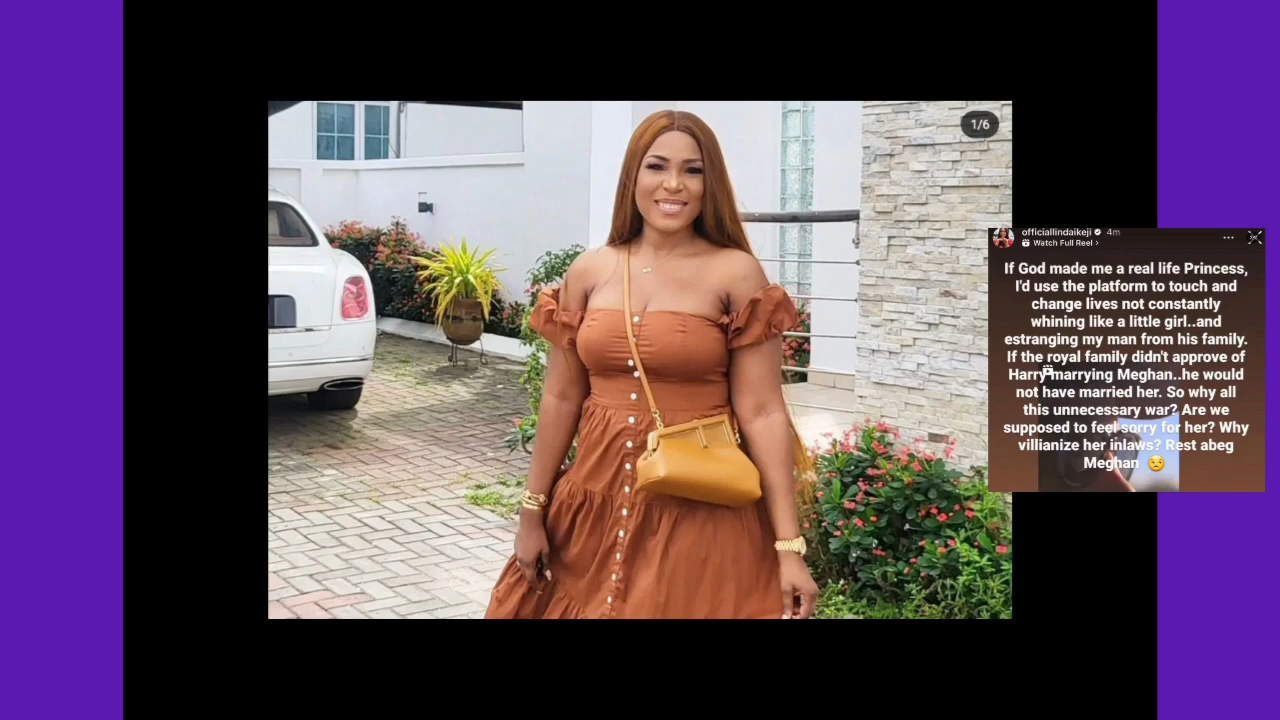 1/6
officiallindaikeji 4m
Watch Full Reel >
If God made me a real life Princess,
I'd use the platform to touch and
change lives not constantly
whining like a little girl..and
estranging my man from his family.
If the royal family didn't approve of
Harry marrying Meghan..he would
not have married her. So why all
this unnecessary war? Are we
supposed to feel sorry for her? Why
villianize her inlaws? Rest abeg
Meghan 😒